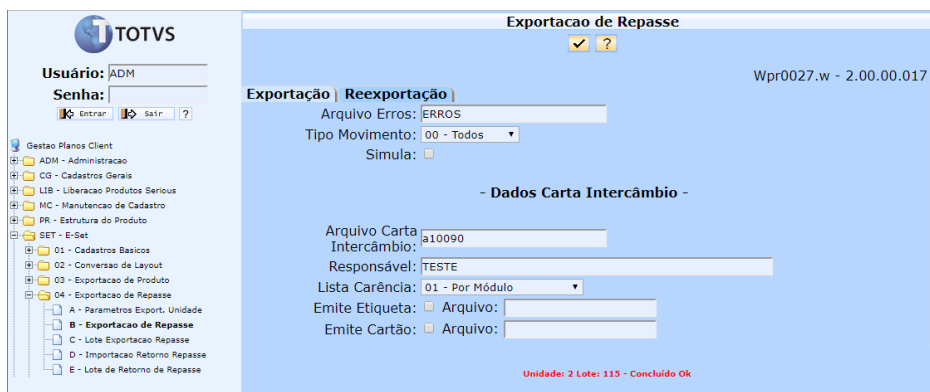 TOTVS
Usuário: ADM
Senha:
Entrar Sair ?
Gestao Planos Client
ADM - Administracao
CG - Cadastros Gerais
LIB - Liberacao Produtos Serious
MC - Manutencao de Cadastro
PR - Estrutura do Produto
SET - E-Set
01 - Cadastros Basicos
02 - Conversao de Layout
03 - Exportacao de Produto
04 - Exportacao de Repasse
A - Parametros Export. Unidade
B - Exportacao de Repasse
C - Lote Exportacao Repasse
D - Importacao Retorno Repasse
E - Lote de Retorno de Repasse
Exportacao de Repasse
?
Wpr0027.w - 2.00.00.017
Exportação Reexportação
Arquivo Erros: ERROS
Tipo Movimento: 00 - Todos
Simula:
- Dados Carta Intercâmbio -
Arquivo Carta
Intercâmbio: a10090
Responsável: TESTE
Lista Carência: 01 - Por Módulo
Emite Etiqueta: Arquivo:
Emite Cartão: Arquivo:
Unidade: 2 Lote: 115 - Concluído Ok